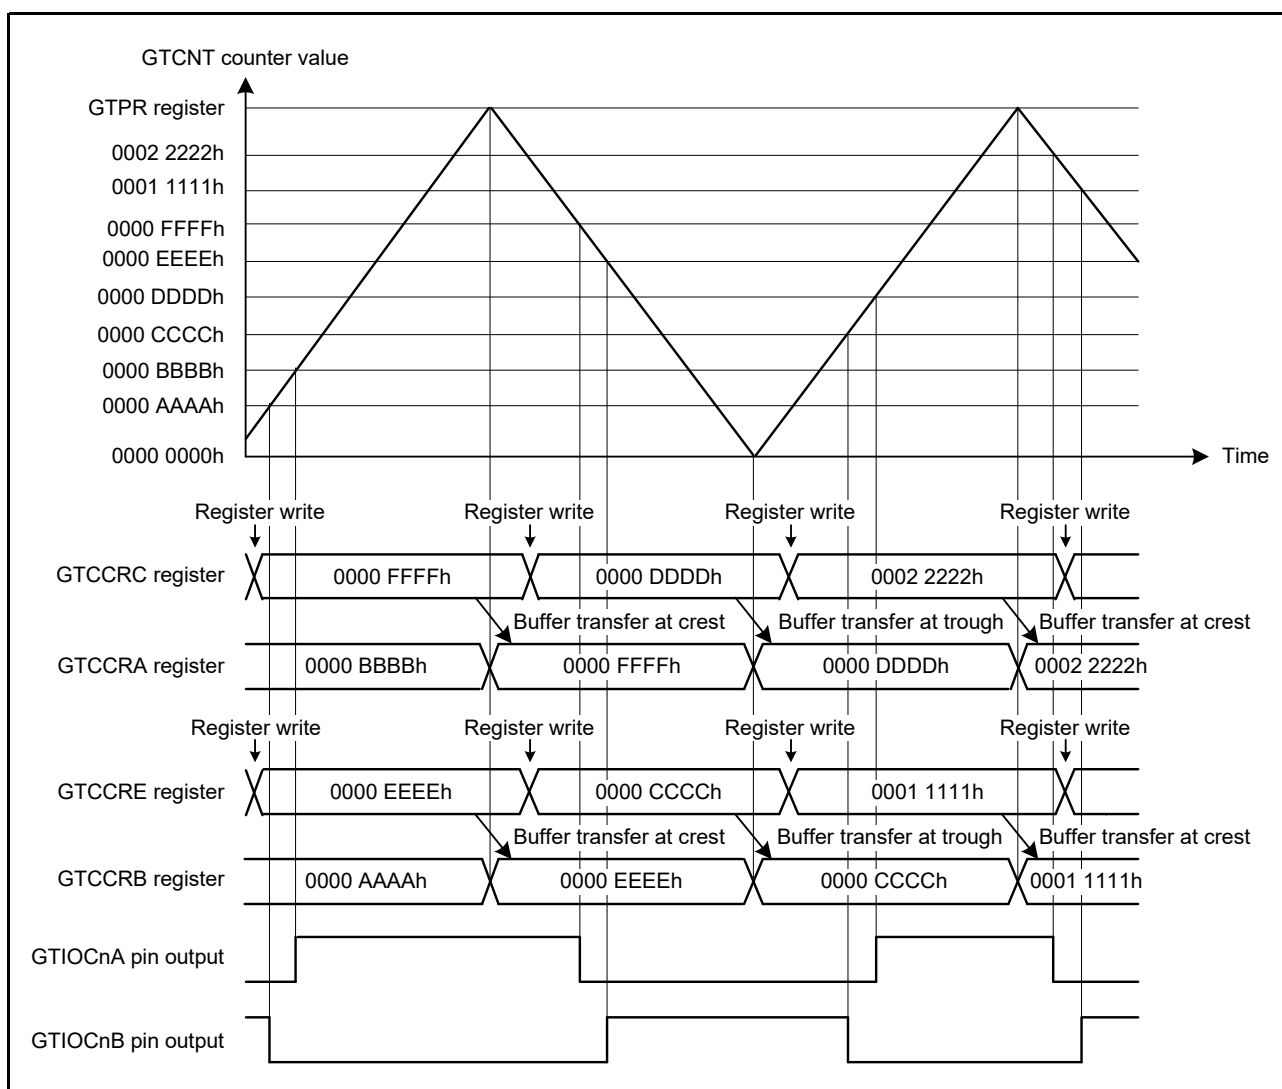 GTCNT counter value
GTPR register
0002 2222h
0001 1111h
0000 FFFFh
0000 EEEEh
0000 DDDDh
0000 CCCCh
0000 BBBBh
0000 AAAAh
0000 0000h
Time
Register write Register write Register write Register write
GTCCRC register 0000 FFFFh 0000 DDDDh 0002 2222h
Buffer transfer at crest Buffer transfer at trough Buffer transfer at crest
GTCCRA register 0000 BBBBh 0000 FFFFh 0000 DDDDh 0002 2222h
Register write Register write Register write Register write
GTCCRE register 0000 EEEEh 0000 CCCCh 0001 1111h
Buffer transfer at crest Buffer transfer at trough Buffer transfer at crest
GTCCRB register 0000 AAAAh 0000 EEEEh 0000 CCCCh 0001 1111h
GTIOCnA pin output
GTIOCnB pin output